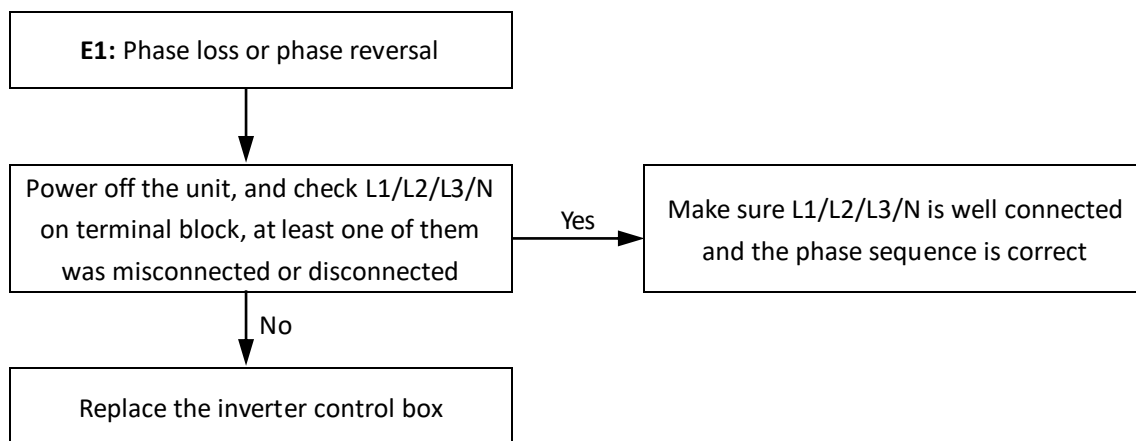 E1: Phase loss or phase reversal
Power off the unit, and check L1/L2/L3/N
on terminal block, at least one of them
was misconnected or disconnected
Yes
Make sure L1/L2/L3/N is well connected
and the phase sequence is correct
No
Replace the inverter control box